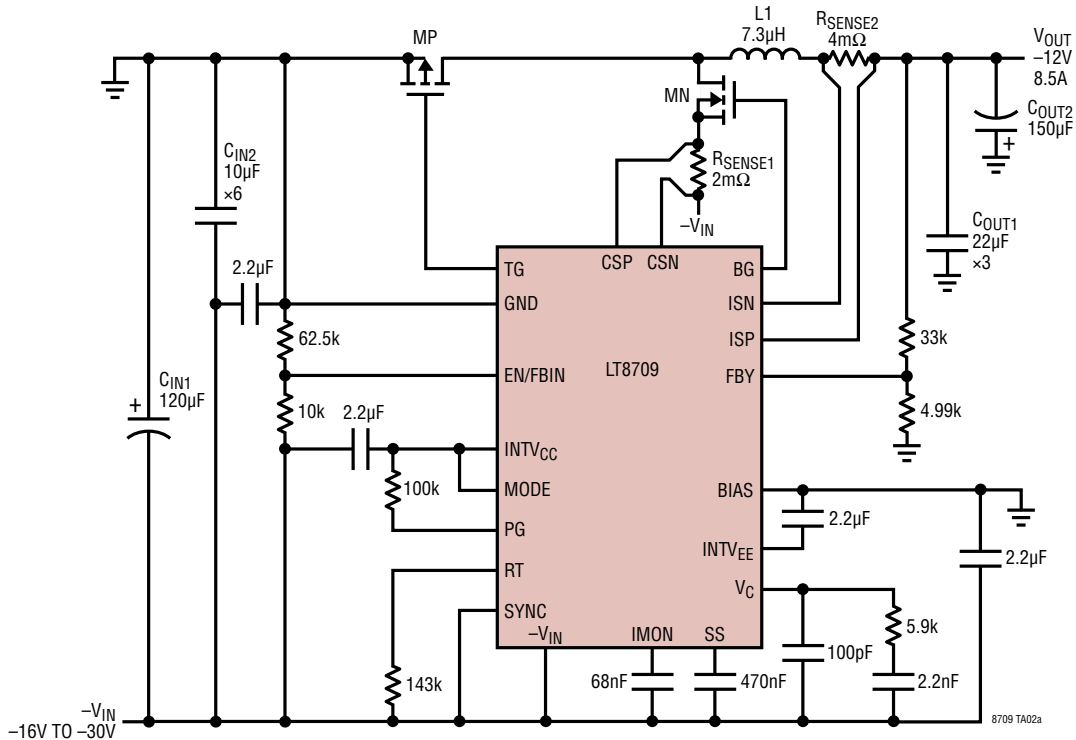 MP
L1
7.3µH
RSENSE2
4mΩ
VOUT
–12V
8.5A
MN
COUT2
150µF
+
CIN2
10µF
×6
RSENSE1
2mΩ
–VIN
COUT1
22µF
×3
2.2µF
TG
CSP
CSN
BG
GND
ISN
62.5k
ISP
33k
LT8709
EN/FBIN
FBY
CIN1
120µF
+
10k
2.2µF
4.99k
INTVCC
100k
MODE
BIAS
2.2µF
PG
INTVEE
2.2µF
RT
VC
SYNC
5.9k
–VIN
IMON
SS
100pF
143k
68nF
470nF
2.2nF
–VIN
–16V TO –30V
8709 TA02a